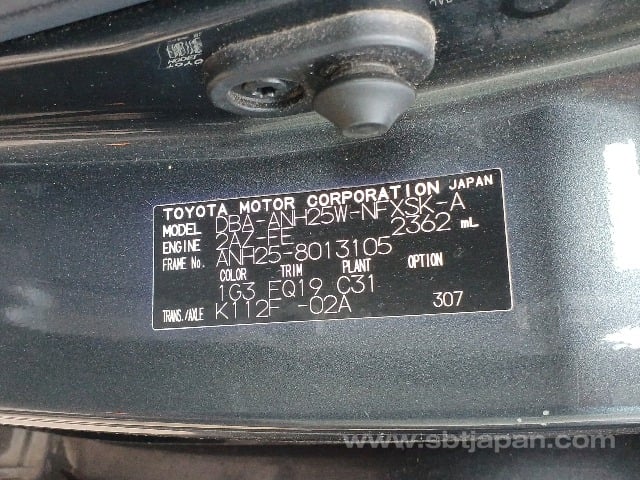 TOYOTA
TOYOTA MOTOR CORPORATION JAPAN
MODEL DBA-ANH25W-NFXSK-A
ENGINE 2AZ-FE 2362 mL
FRAME No. ANH25-8013105
COLOR TRIM PLANT OPTION
1G3 FQ19 C31
TRANS./AXLE K112F -02A 307
www.sbtjapan.com